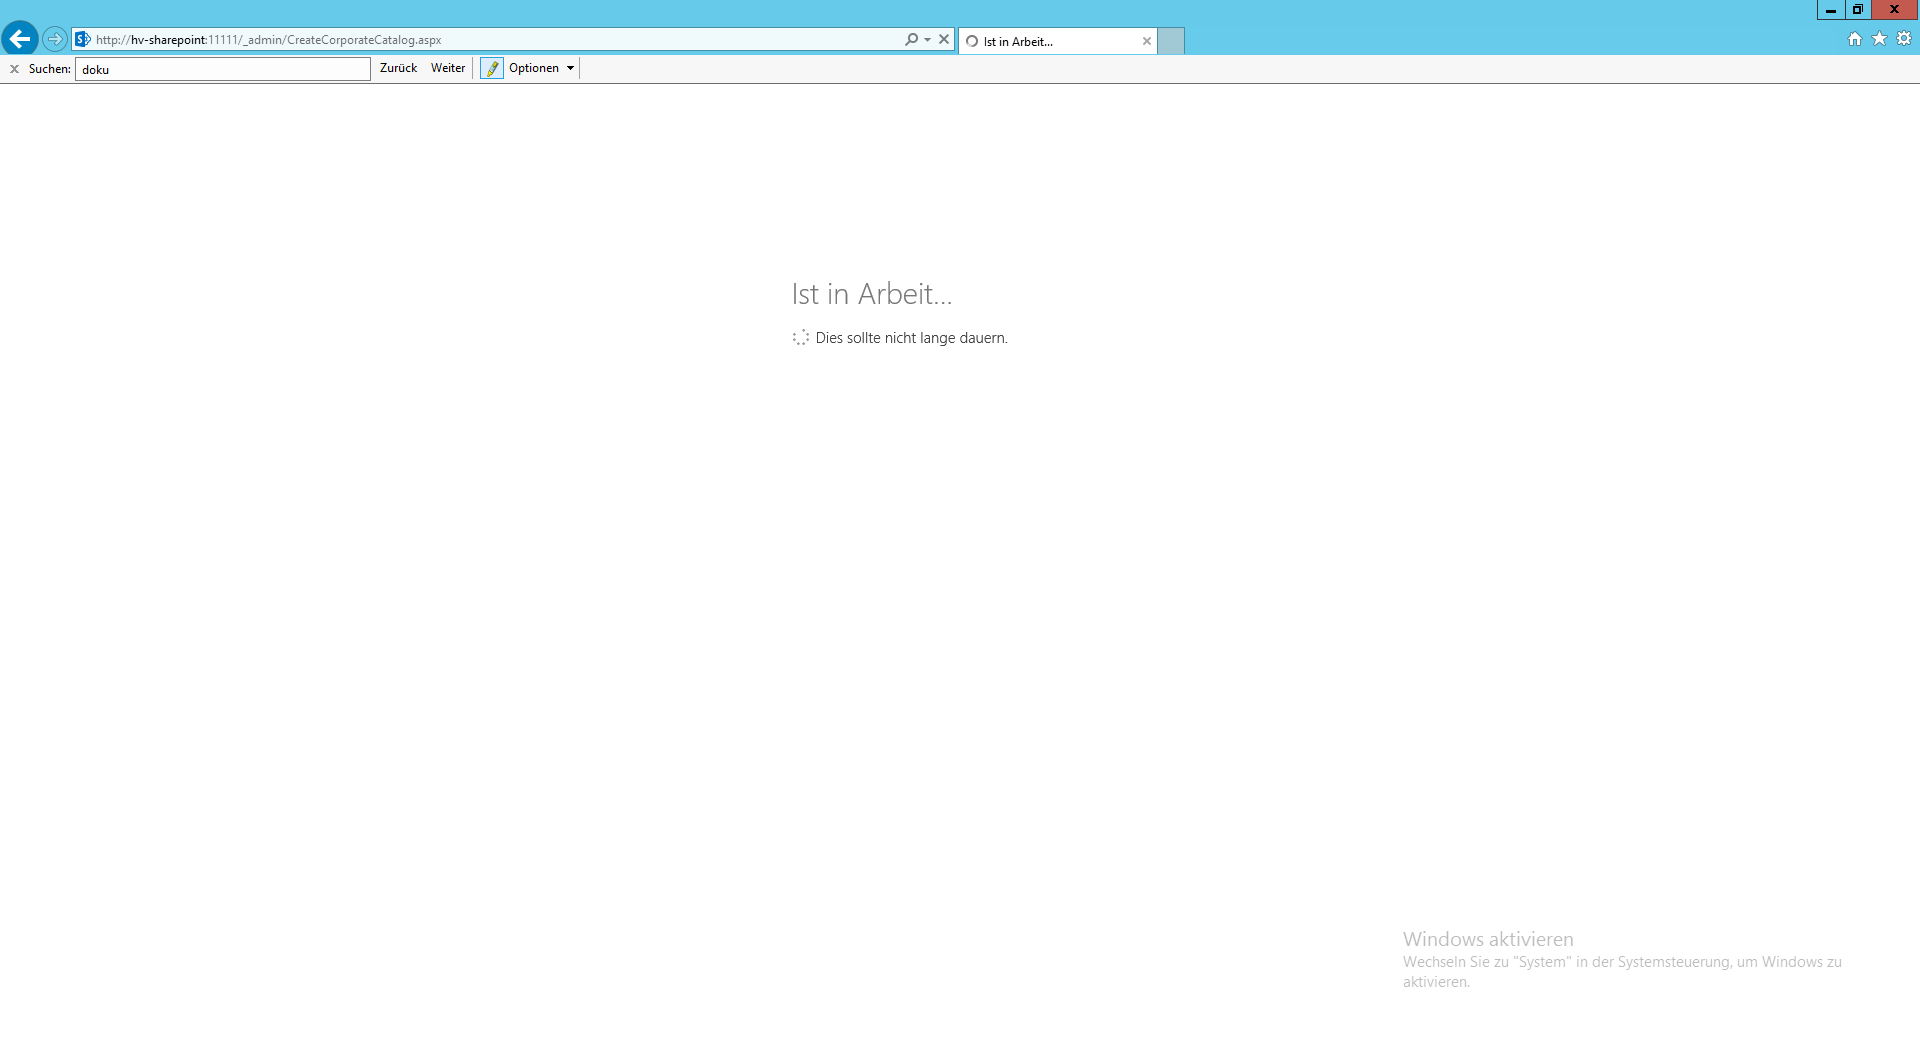 http://hv-sharepoint:11111/_admin/CreateCorporateCatalog.aspx
Ist in Arbeit...
Suchen: doku Zurück Weiter Optionen
Ist in Arbeit...
Dies sollte nicht lange dauern.
Windows aktivieren
Wechseln Sie zu "System" in der Systemsteuerung, um Windows zu
aktivieren.